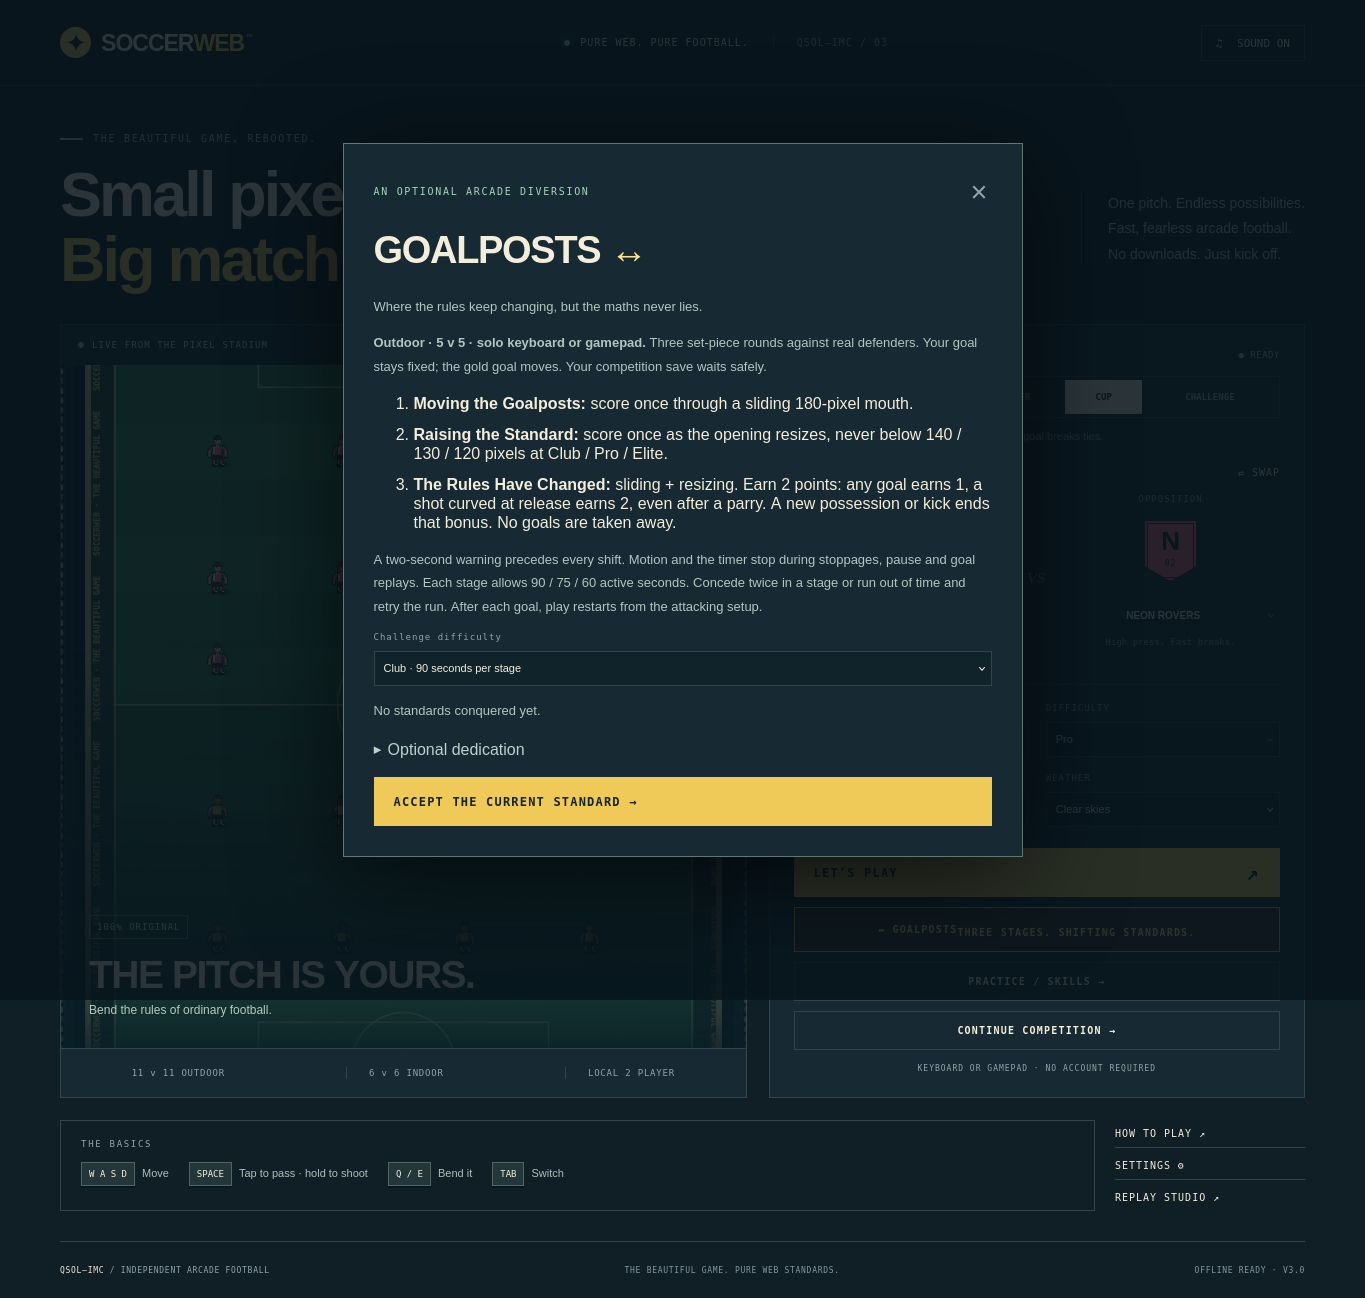 SOCCERWEB™
● PURE WEB. PURE FOOTBALL.
QSOL–IMC / 03
♫ SOUND ON
THE BEAUTIFUL GAME. REBOOTED.
Small pixe
Big match
One pitch. Endless possibilities.
Fast, fearless arcade football.
No downloads. Just kick off.
● LIVE FROM THE PIXEL STADIUM
● READY
CUP
CHALLENGE
goal breaks ties.
⇌ SWAP
OPPOSITION
N
02
VS
NEON ROVERS
High press. Fast breaks.
DIFFICULTY
Pro
WEATHER
Clear skies
AN OPTIONAL ARCADE DIVERSION
✕
GOALPOSTS ↔
Where the rules keep changing, but the maths never lies.
Outdoor · 5 v 5 · solo keyboard or gamepad. Three set-piece rounds against real defenders. Your goal
stays fixed; the gold goal moves. Your competition save waits safely.
1. Moving the Goalposts: score once through a sliding 180-pixel mouth.
2. Raising the Standard: score once as the opening resizes, never below 140 /
130 / 120 pixels at Club / Pro / Elite.
3. The Rules Have Changed: sliding + resizing. Earn 2 points: any goal earns 1, a
shot curved at release earns 2, even after a parry. A new possession or kick ends
that bonus. No goals are taken away.
A two-second warning precedes every shift. Motion and the timer stop during stoppages, pause and goal
replays. Each stage allows 90 / 75 / 60 active seconds. Concede twice in a stage or run out of time and
retry the run. After each goal, play restarts from the attacking setup.
Challenge difficulty
Club · 90 seconds per stage
No standards conquered yet.
▸ Optional dedication
ACCEPT THE CURRENT STANDARD →
LET'S PLAY ↗
↔ GOALPOSTS THREE STAGES. SHIFTING STANDARDS.
PRACTICE / SKILLS →
CONTINUE COMPETITION →
KEYBOARD OR GAMEPAD · NO ACCOUNT REQUIRED
SOCCERWEB · THE BEAUTIFUL GAME
100% ORIGINAL
THE PITCH IS YOURS.
Bend the rules of ordinary football.
11 v 11 OUTDOOR
6 v 6 INDOOR
LOCAL 2 PLAYER
THE BASICS
W A S D Move SPACE Tap to pass · hold to shoot Q / E Bend it TAB Switch
HOW TO PLAY ↗
SETTINGS ⚙
REPLAY STUDIO ↗
QSOL–IMC / INDEPENDENT ARCADE FOOTBALL
THE BEAUTIFUL GAME. PURE WEB STANDARDS.
OFFLINE READY · V3.0